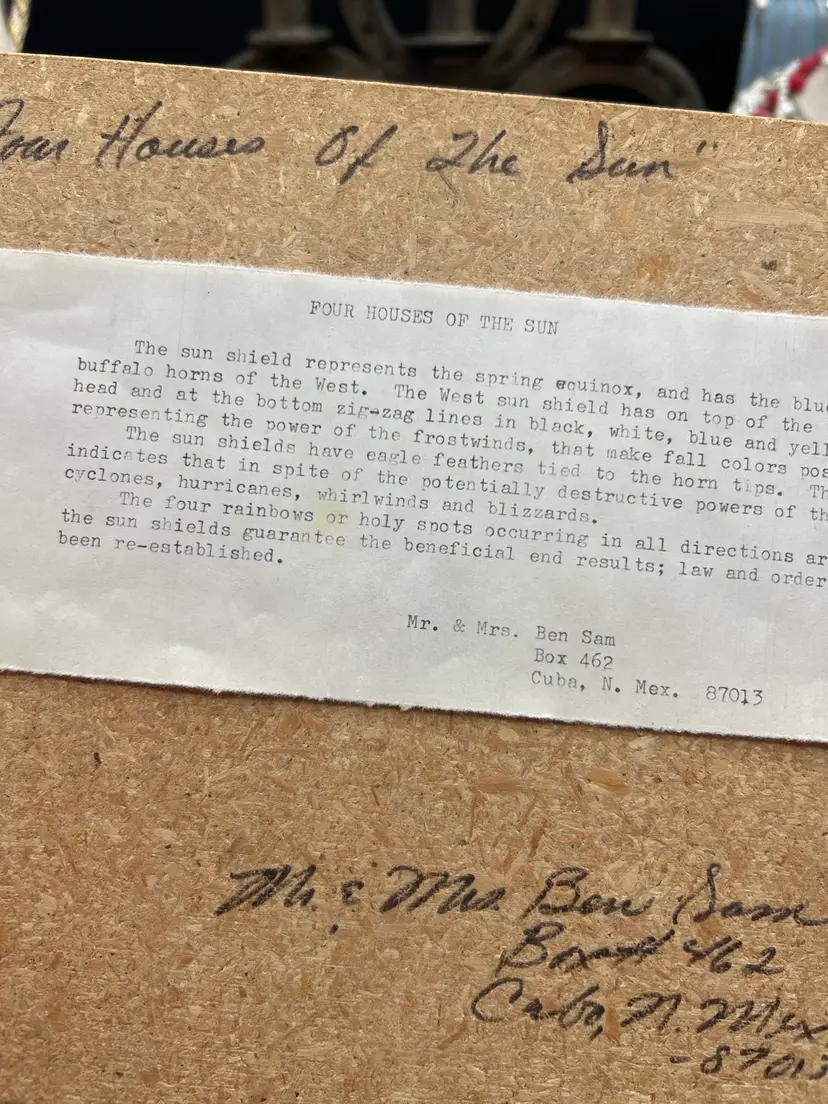 Four Houses Of The Sun"
FOUR HOUSES OF THE SUN
The sun shield represents the spring equinox, and has the blue
buffalo horns of the West. The West sun shield has on top of the
head and at the bottom zig-zag lines in black, white, blue and yell
representing the power of the frostwinds, that make fall colors pos
The sun shields have eagle feathers tied to the horn tips. Th
indicates that in spite of the potentially destructive powers of th
cyclones, hurricanes, whirlwinds and blizzards.
The four rainbows or holy spots occurring in all directions ar
the sun shields guarantee the beneficial end results; law and order
been re-established.
Mr. & Mrs. Ben Sam
Box 462
Cuba, N. Mex. 87013
Mr. & Mrs. Ben Sam
Box# 462
Cuba, N. Mex
-87013